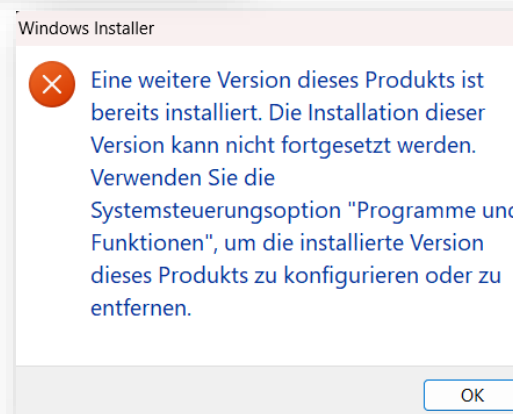 Windows Installer
Eine weitere Version dieses Produkts ist
bereits installiert. Die Installation dieser
Version kann nicht fortgesetzt werden.
Verwenden Sie die
Systemsteuerungsoption "Programme und
Funktionen", um die installierte Version
dieses Produkts zu konfigurieren oder zu
entfernen.
OK